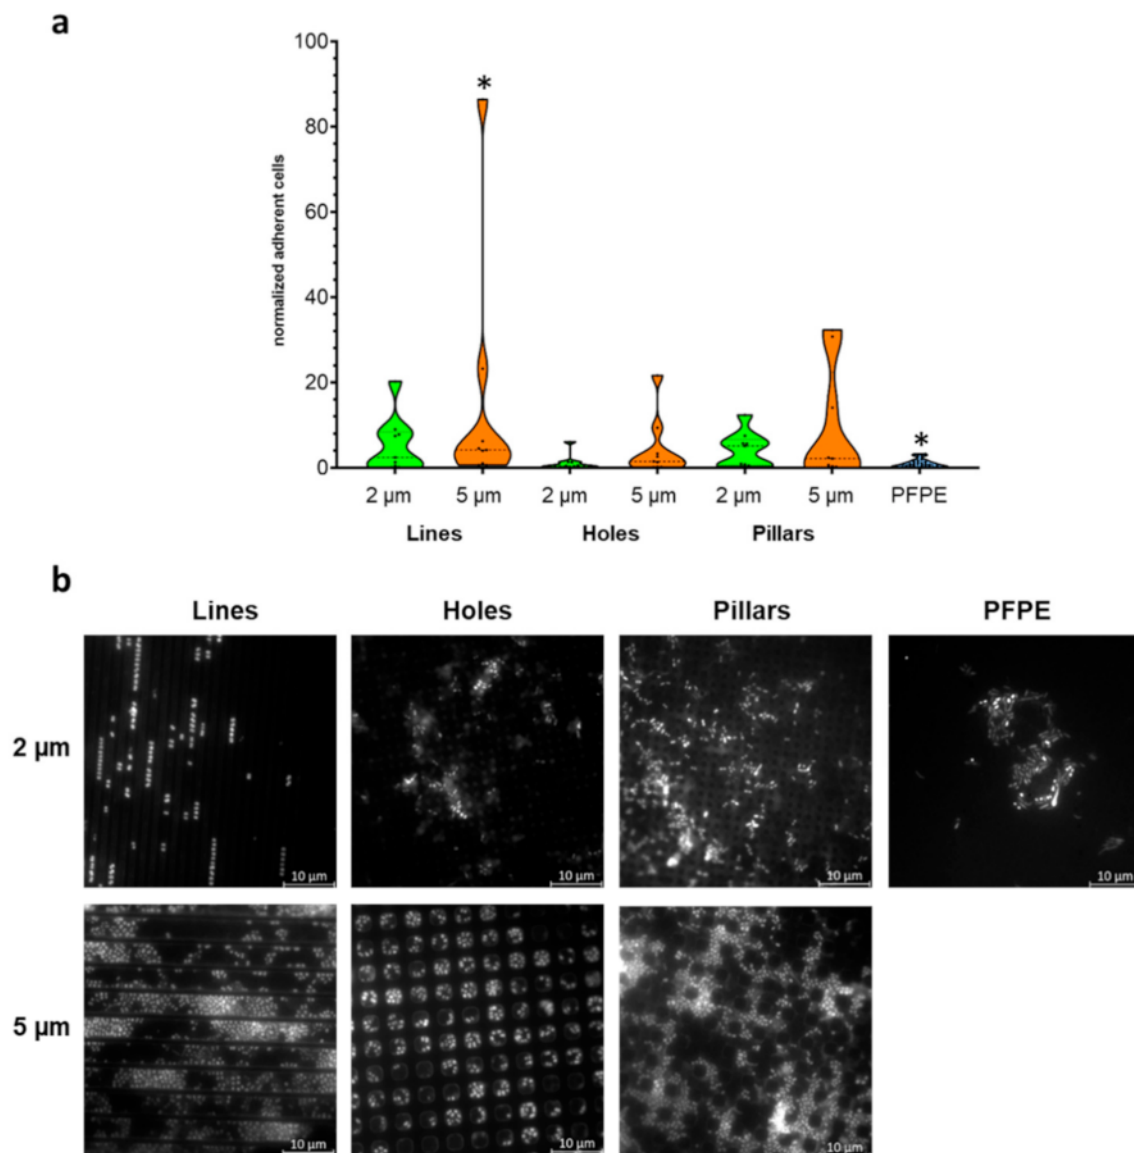 a
100
80
60
40
20
0
normalized adherent cells
*
*
2 µm 5 µm 2 µm 5 µm 2 µm 5 µm PFPE
Lines Holes Pillars
b
Lines Holes Pillars PFPE
2 µm
10 µm 10 µm 10 µm 10 µm
5 µm
10 µm 10 µm 10 µm